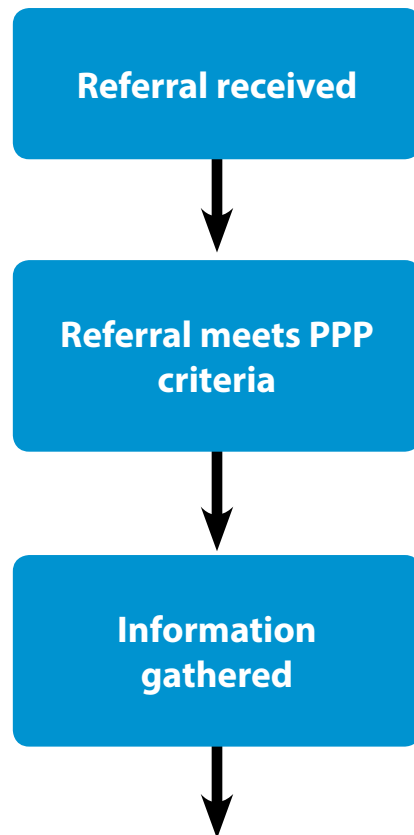 Referral received
Referral meets PPP
criteria
Information
gathered